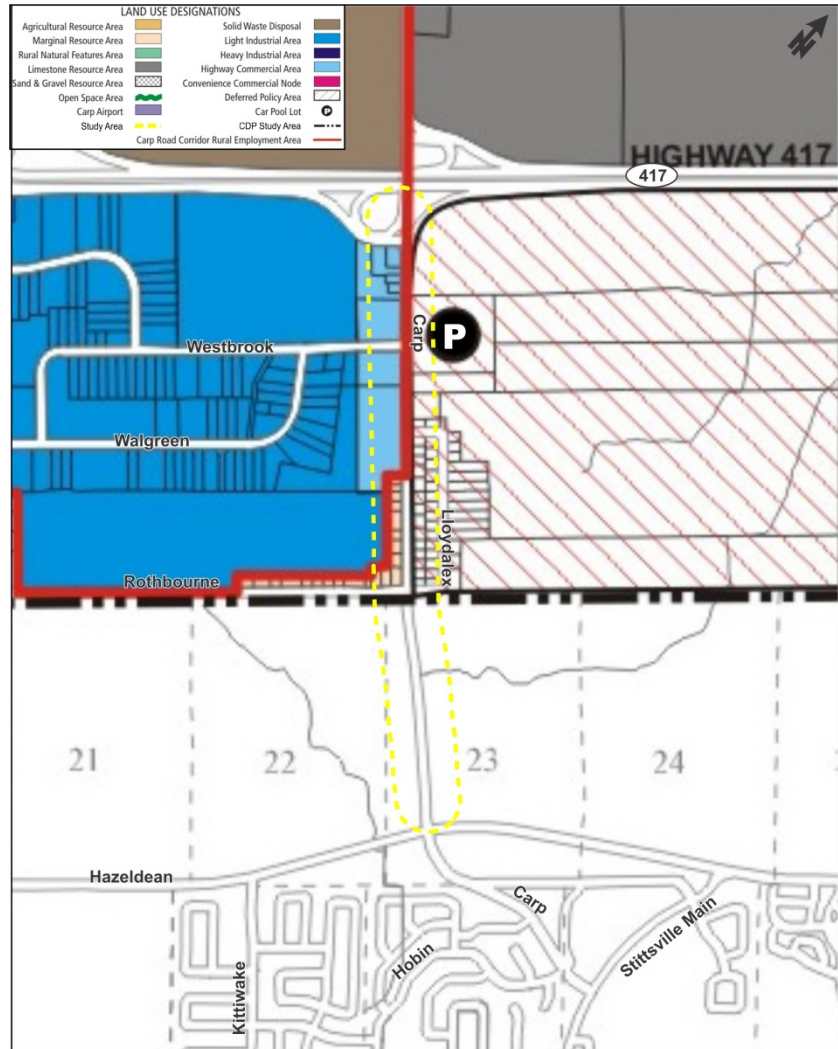 LAND USE DESIGNATIONS
Agricultural Resource Area
Marginal Resource Area
Rural Natural Features Area
Limestone Resource Area
Sand & Gravel Resource Area
Open Space Area
Carp Airport
Study Area
Solid Waste Disposal
Light Industrial Area
Heavy Industrial Area
Highway Commercial Area
Convenience Commercial Node
Deferred Policy Area
Car Pool Lot
P
CDP Study Area
Carp Road Corridor Rural Employment Area
N
HIGHWAY 417
417
Carp
P
Westbrook
Walgreen
Lloydalex
Rothbourne
21
22
23
24
Hazeldean
Carp
Stittsville Main
Hobin
Kittiwake